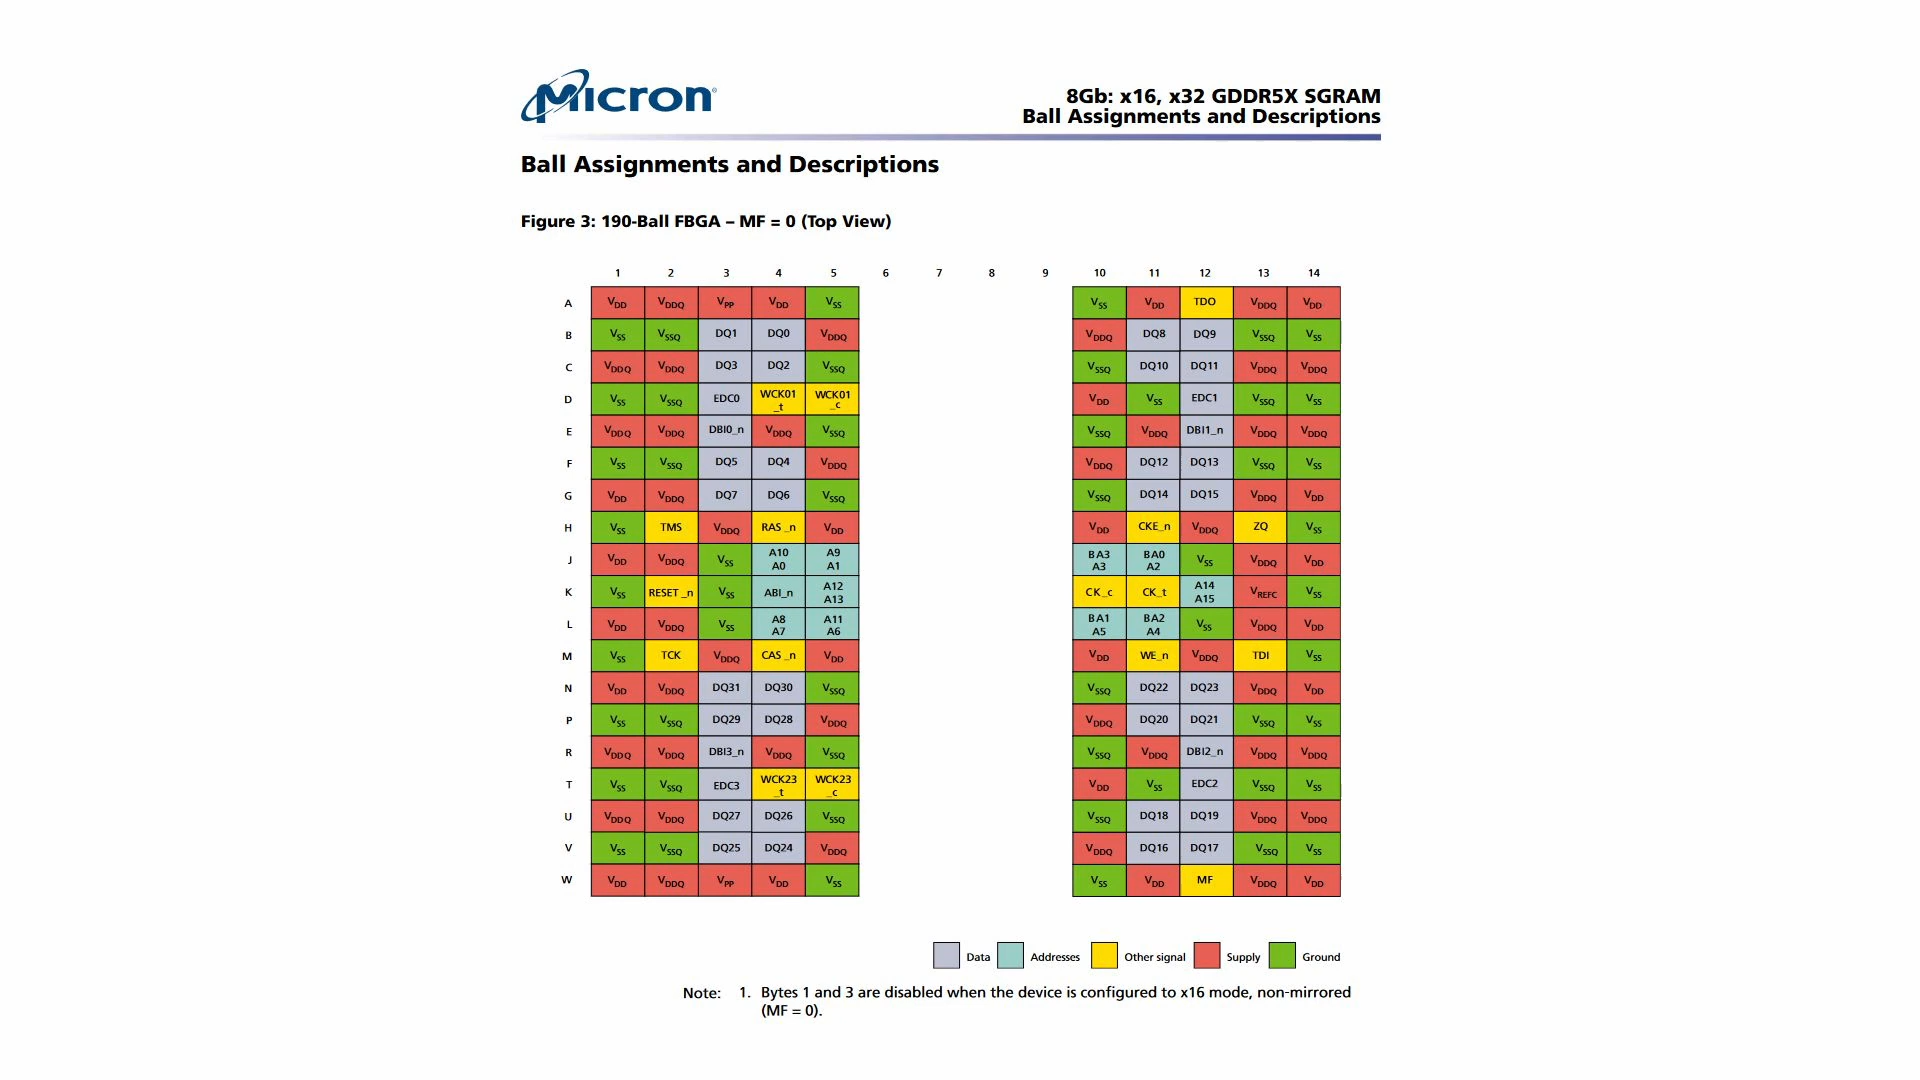 Micron
8Gb: x16, x32 GDDR5X SGRAM
Ball Assignments and Descriptions
Ball Assignments and Descriptions
Figure 3: 190-Ball FBGA – MF = 0 (Top View)
1 2 3 4 5 6 7 8 9 10 11 12 13 14
A VDD VDDQ VPP VDD VSS VSS VDD TDO VDDQ VDD
B VSS VSSQ DQ1 DQ0 VDDQ VDDQ DQ8 DQ9 VSSQ VSS
C VDDQ VDDQ DQ3 DQ2 VSSQ VSSQ DQ10 DQ11 VDDQ VDDQ
D VSS VSSQ EDC0 WCK01_t WCK01_c VDD VSS EDC1 VSSQ VSS
E VDDQ VDDQ DBI0_n VDDQ VSSQ VSSQ VDDQ DBI1_n VDDQ VDDQ
F VSS VSSQ DQ5 DQ4 VDDQ VDDQ DQ12 DQ13 VSSQ VSS
G VDD VDDQ DQ7 DQ6 VSSQ VSSQ DQ14 DQ15 VDDQ VDD
H VSS TMS VDDQ RAS_n VDD VDD CKE_n VDDQ ZQ VSS
J VDD VDDQ VSS A10 A0 A9 A1 BA3 A3 BA0 A2 VSS VDDQ VDD
K VSS RESET_n VSS ABI_n A12 A13 CK_c CK_t A14 A15 VREFC VSS
L VDD VDDQ VSS A8 A7 A11 A6 BA1 A5 BA2 A4 VSS VDDQ VDD
M VSS TCK VDDQ CAS_n VDD VDD WE_n VDDQ TDI VSS
N VDD VDDQ DQ31 DQ30 VSSQ VSSQ DQ22 DQ23 VDDQ VDD
P VSS VSSQ DQ29 DQ28 VDDQ VDDQ DQ20 DQ21 VSSQ VSS
R VDDQ VDDQ DBI3_n VDDQ VSSQ VSSQ VDDQ DBI2_n VDDQ VDDQ
T VSS VSSQ EDC3 WCK23_t WCK23_c VDD VSS EDC2 VSSQ VSS
U VDDQ VDDQ DQ27 DQ26 VSSQ VSSQ DQ18 DQ19 VDDQ VDDQ
V VSS VSSQ DQ25 DQ24 VDDQ VDDQ DQ16 DQ17 VSSQ VSS
W VDD VDDQ VPP VDD VSS VSS VDD MF VDDQ VDD
Data Addresses Other signal Supply Ground
Note: 1. Bytes 1 and 3 are disabled when the device is configured to x16 mode, non-mirrored
(MF = 0).